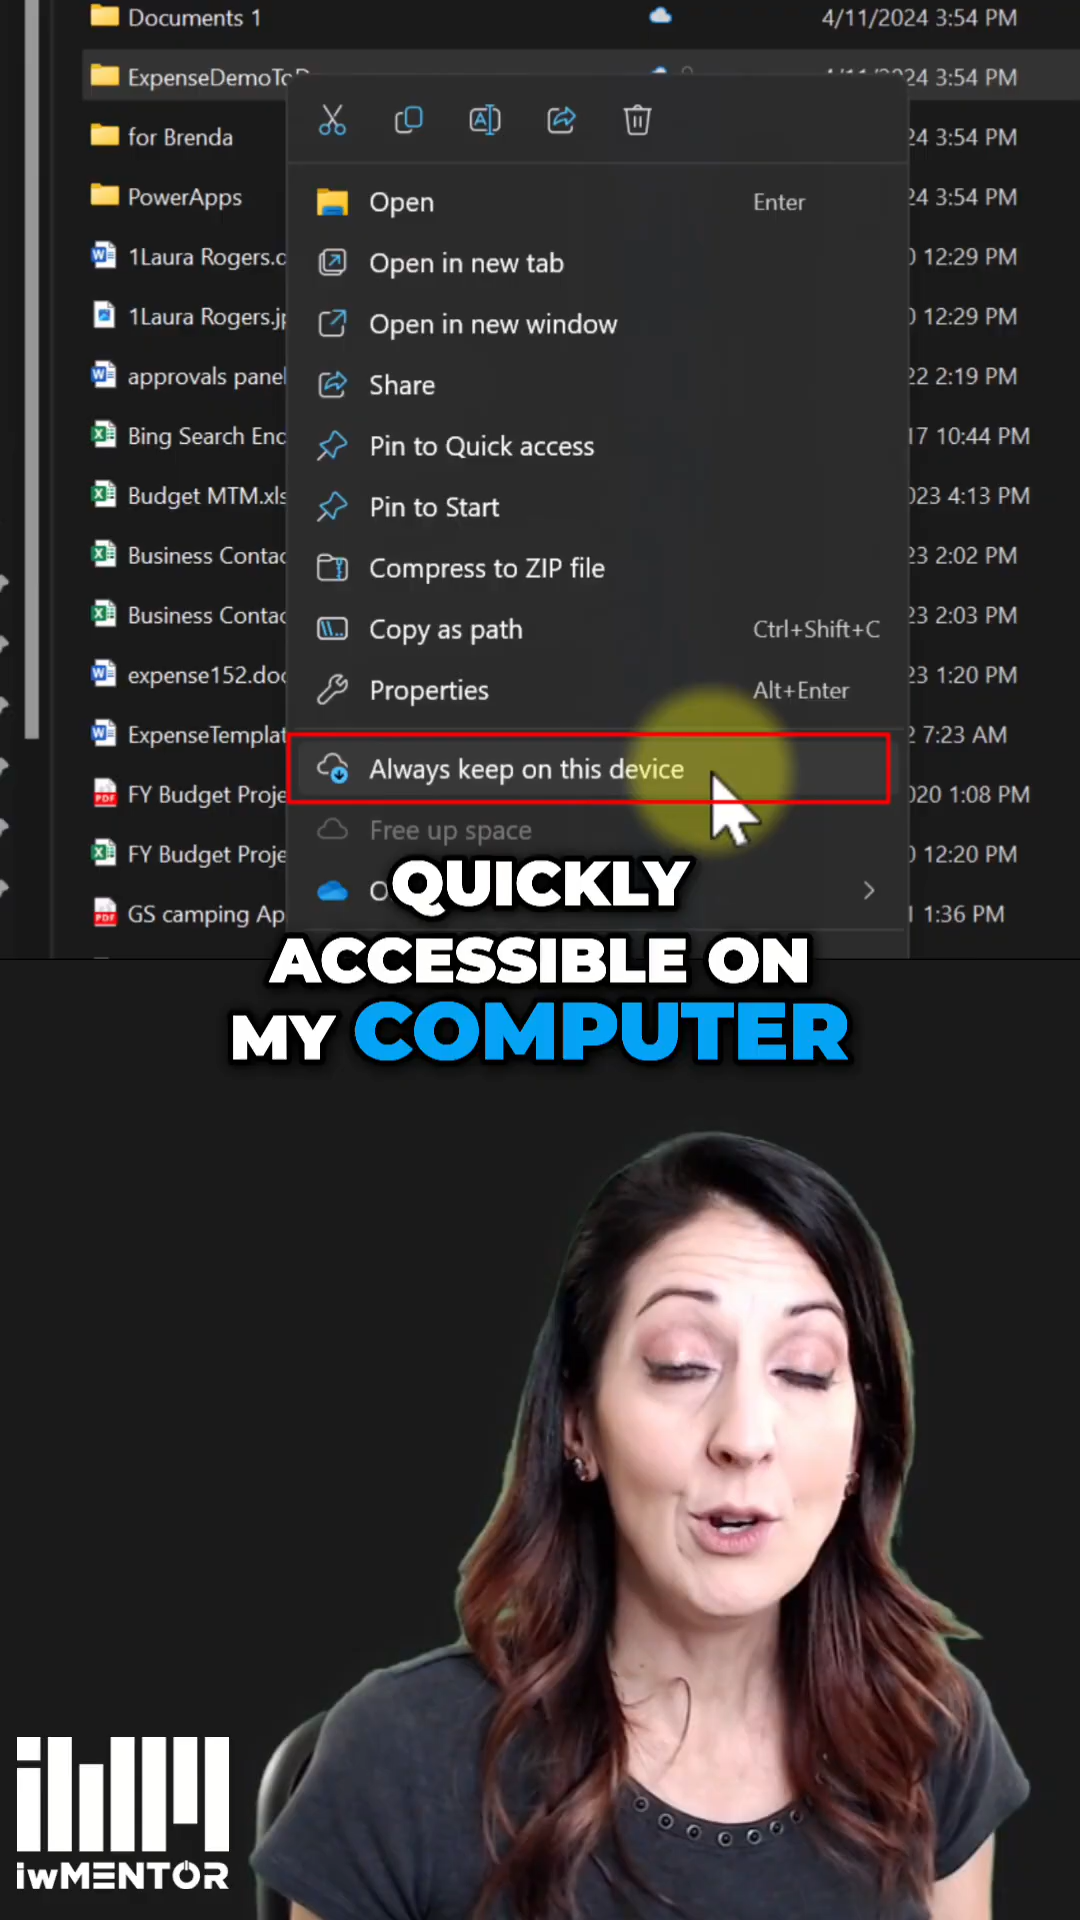 Documents 1 4/11/2024 3:54 PM
ExpenseDemoToD 24 3:54 PM
for Brenda 24 3:54 PM
PowerApps 24 3:54 PM
1Laura Rogers. 12:29 PM
1Laura Rogers.jp 12:29 PM
approvals pane 22 2:19 PM
Bing Search Enc 17 10:44 PM
Budget MTM.xls 023 4:13 PM
Business Contac 23 2:02 PM
Business Contac 23 2:03 PM
expense152.doc 23 1:20 PM
ExpenseTemplat 2 7:23 AM
FY Budget Proje 020 1:08 PM
FY Budget Proje 0 12:20 PM
GS camping Ap 1 1:36 PM
Open Enter
Open in new tab
Open in new window
Share
Pin to Quick access
Pin to Start
Compress to ZIP file
Copy as path Ctrl+Shift+C
Properties Alt+Enter
Always keep on this device
Free up space
O
QUICKLY
ACCESSIBLE ON
MY COMPUTER
iwMENTOR